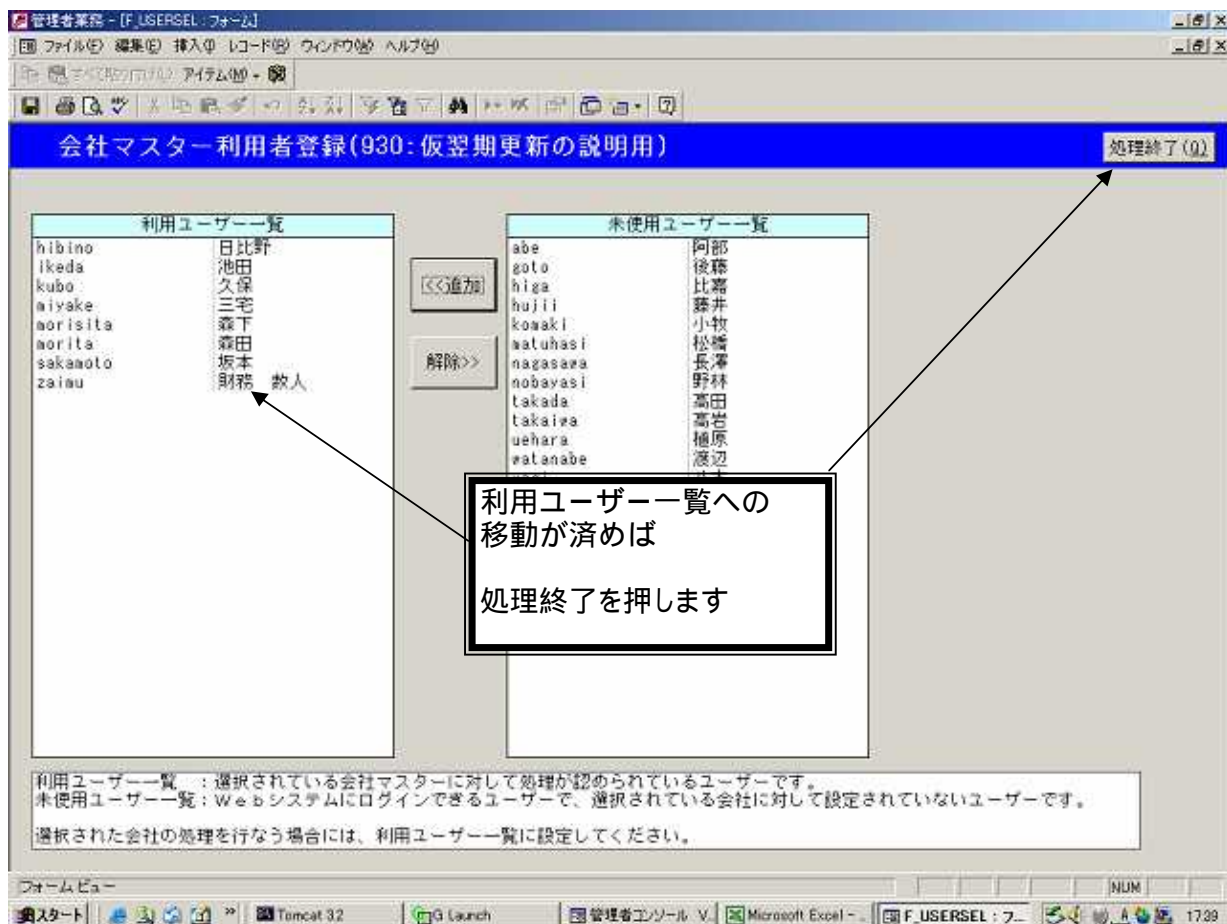 管理者業務 - [F_USERSEL : フォーム]
ファイル(F) 編集(E) 挿入(I) レコード(R) ウィンドウ(W) ヘルプ(H)
アイテム(M)
会社マスター利用者登録(930:仮翌期更新の説明用)
処理終了(Q)
利用ユーザー一覧
hibino 日比野
ikeda 池田
kubo 久保
miyake 三宅
morisita 森下
morita 森田
sakamoto 坂本
zaimu 財務 数人
<<追加
解除>>
未使用ユーザー一覧
abe 阿部
goto 後藤
higa 比嘉
hujii 藤井
komaki 小牧
matuhasi 松橋
nagasawa 長澤
nobayasi 野林
takada 高田
takaiwa 高岩
uehara 植原
watanabe 渡辺
利用ユーザー一覧への
移動が済めば
処理終了を押します
利用ユーザー一覧 :選択されている会社マスターに対して処理が認められているユーザーです。
未使用ユーザー一覧:Webシステムにログインできるユーザーで、選択されている会社に対して設定されていないユーザーです。
選択された会社の処理を行なう場合には、利用ユーザー一覧に設定してください。
フォームビュー
NUM
スタート
Tomcat 3.2
G Launch
管理者コンソール V.
Microsoft Excel - .
F_USERSEL : フ...
17:39